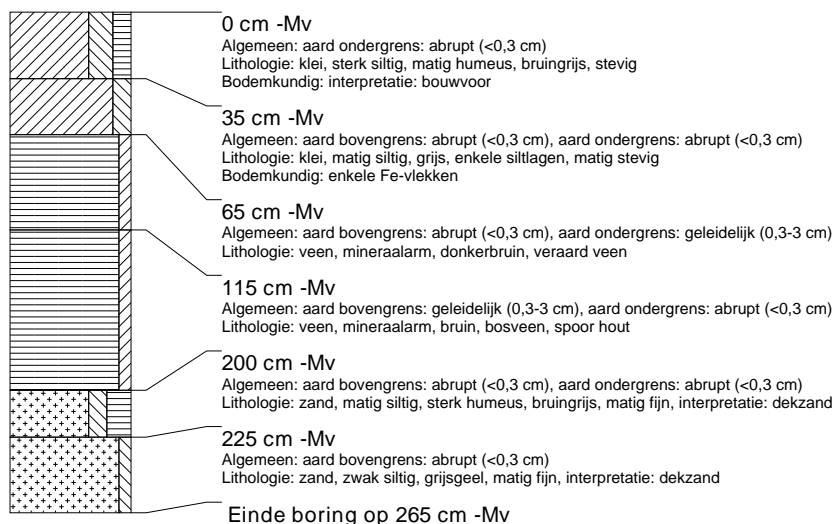 0 cm -Mv
Algemeen: aard ondergrens: abrupt (<0,3 cm)
Lithologie: klei, sterk siltig, matig humeus, bruingrijs, stevig
Bodemkundig: interpretatie: bouwvoor
35 cm -Mv
Algemeen: aard bovengrens: abrupt (<0,3 cm), aard ondergrens: abrupt (<0,3 cm)
Lithologie: klei, matig siltig, grijs, enkele siltlagen, matig stevig
Bodemkundig: enkele Fe-vlekken
65 cm -Mv
Algemeen: aard bovengrens: abrupt (<0,3 cm), aard ondergrens: geleidelijk (0,3-3 cm)
Lithologie: veen, mineraalarm, donkerbruin, veraard veen
115 cm -Mv
Algemeen: aard bovengrens: geleidelijk (0,3-3 cm), aard ondergrens: abrupt (<0,3 cm)
Lithologie: veen, mineraalarm, bruin, bosveen, spoor hout
200 cm -Mv
Algemeen: aard bovengrens: abrupt (<0,3 cm), aard ondergrens: abrupt (<0,3 cm)
Lithologie: zand, matig siltig, sterk humeus, bruingrijs, matig fijn, interpretatie: dekzand
225 cm -Mv
Algemeen: aard bovengrens: abrupt (<0,3 cm)
Lithologie: zand, zwak siltig, grijsgeel, matig fijn, interpretatie: dekzand
Einde boring op 265 cm -Mv